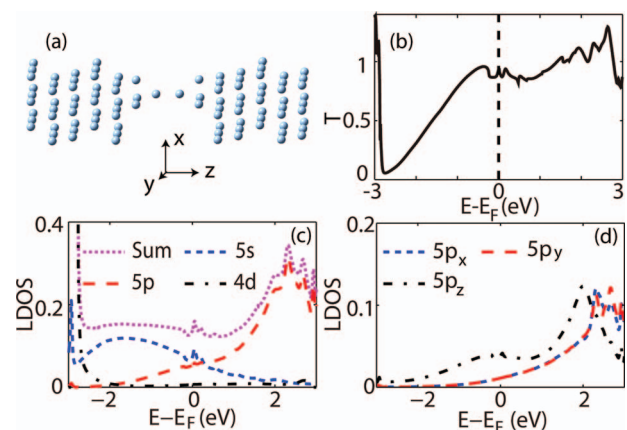 (a)
x
y
z
(b)
T
1
0.5
0
-3
0
3
E-E_F(eV)
(c)
LDOS
0.4
0.2
0
Sum
5s
5p
4d
−2
0
2
E−E_F(eV)
(d)
LDOS
0.2
0.1
0
5p_x
5p_y
5p_z
−2
0
2
E−E_F(eV)